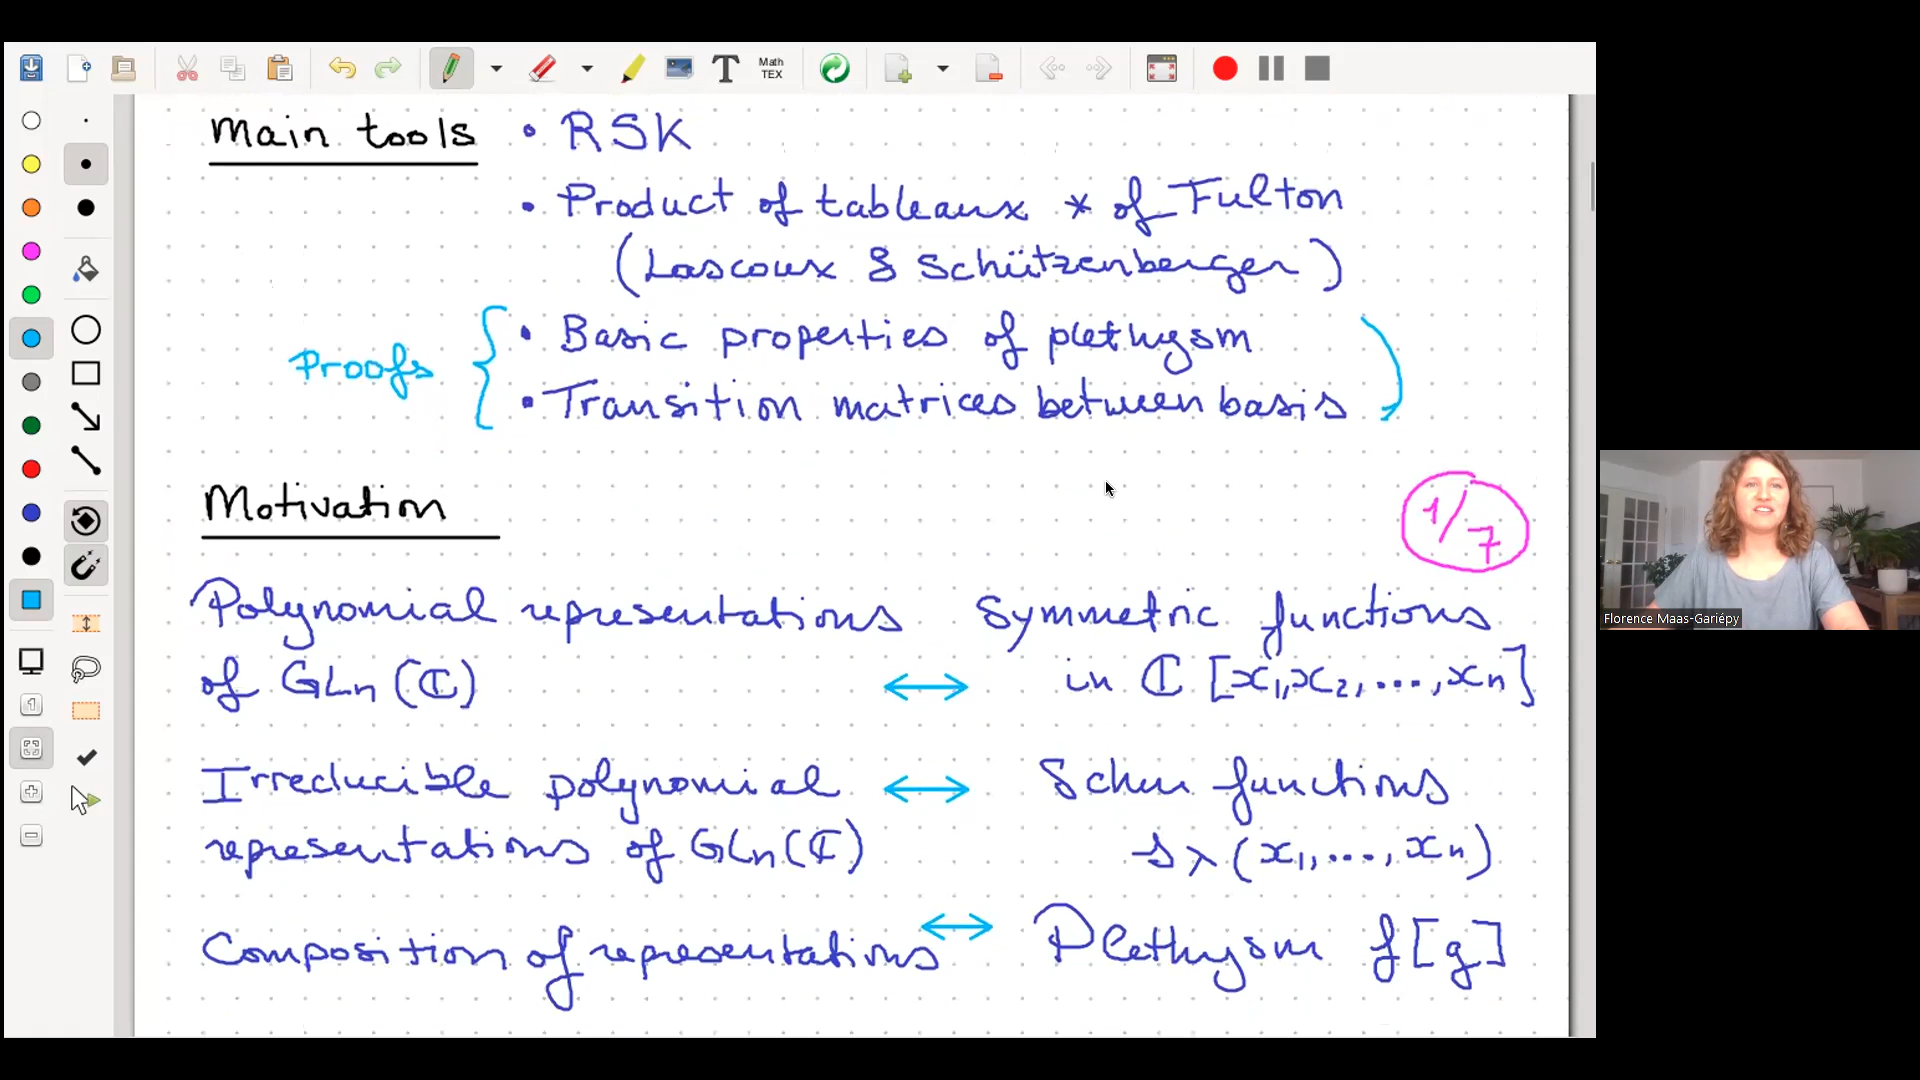 Math
TEX
Main tools • RSK
• Product of tableaux * of Fulton
(Lascoux & Schützenberger)
Proofs { • Basic properties of plethysm
• Transition matrices between basis )
Motivation
1/7
Polynomial representations Symmetric functions
of GLn (ℂ) ↔ in ℂ [x1,x2,...,xn]
Irreducible polynomial ↔ Schur functions
representations of GLn(ℂ) sλ(x1,...,xn)
Composition of representations ↔ Plethysm f[g]
Florence Maas-Gariépy